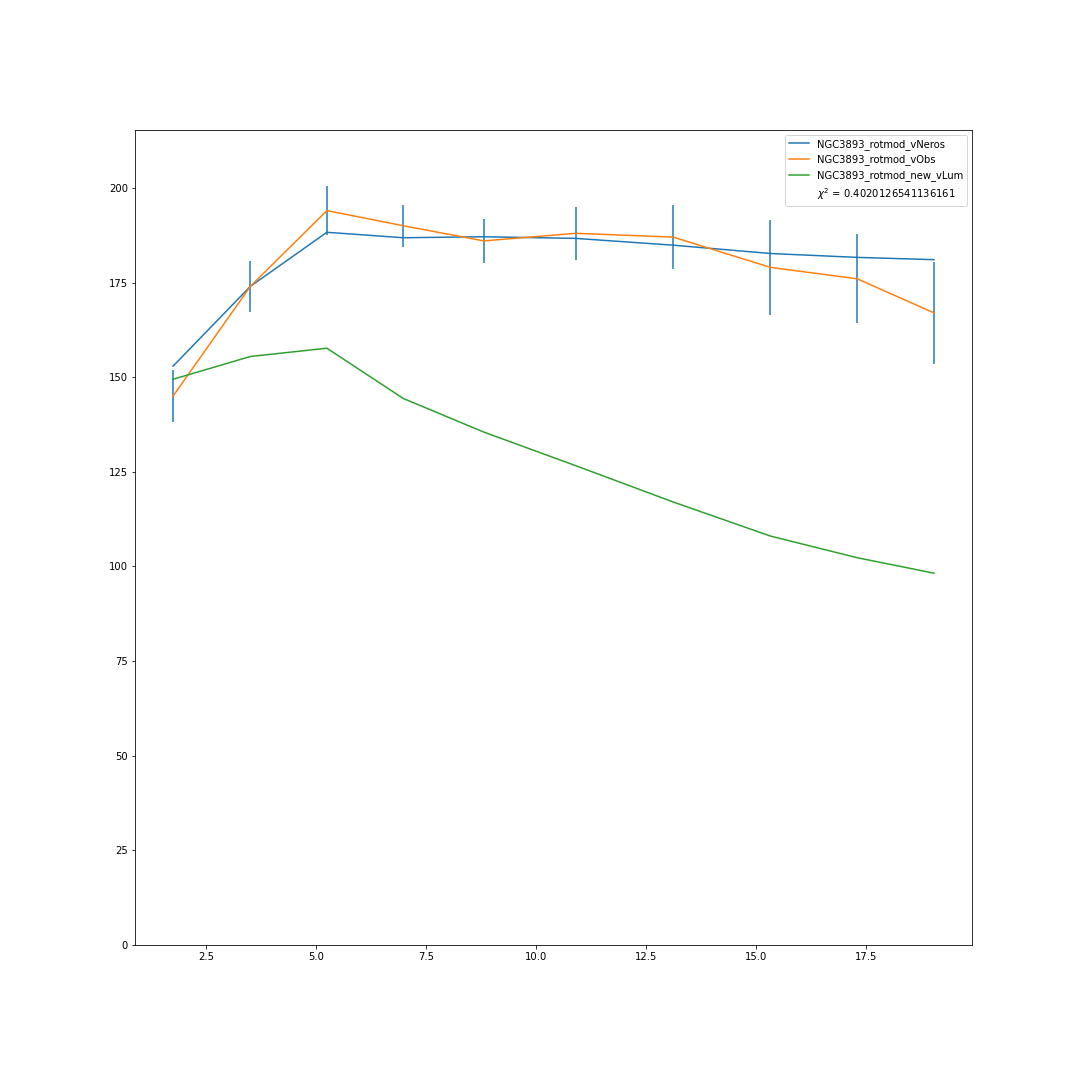 NGC3893_rotmod_vNeros
NGC3893_rotmod_vObs
NGC3893_rotmod_new_vLum
χ² = 0.4020126541136161
200
175
150
125
100
75
50
25
0
2.5 5.0 7.5 10.0 12.5 15.0 17.5